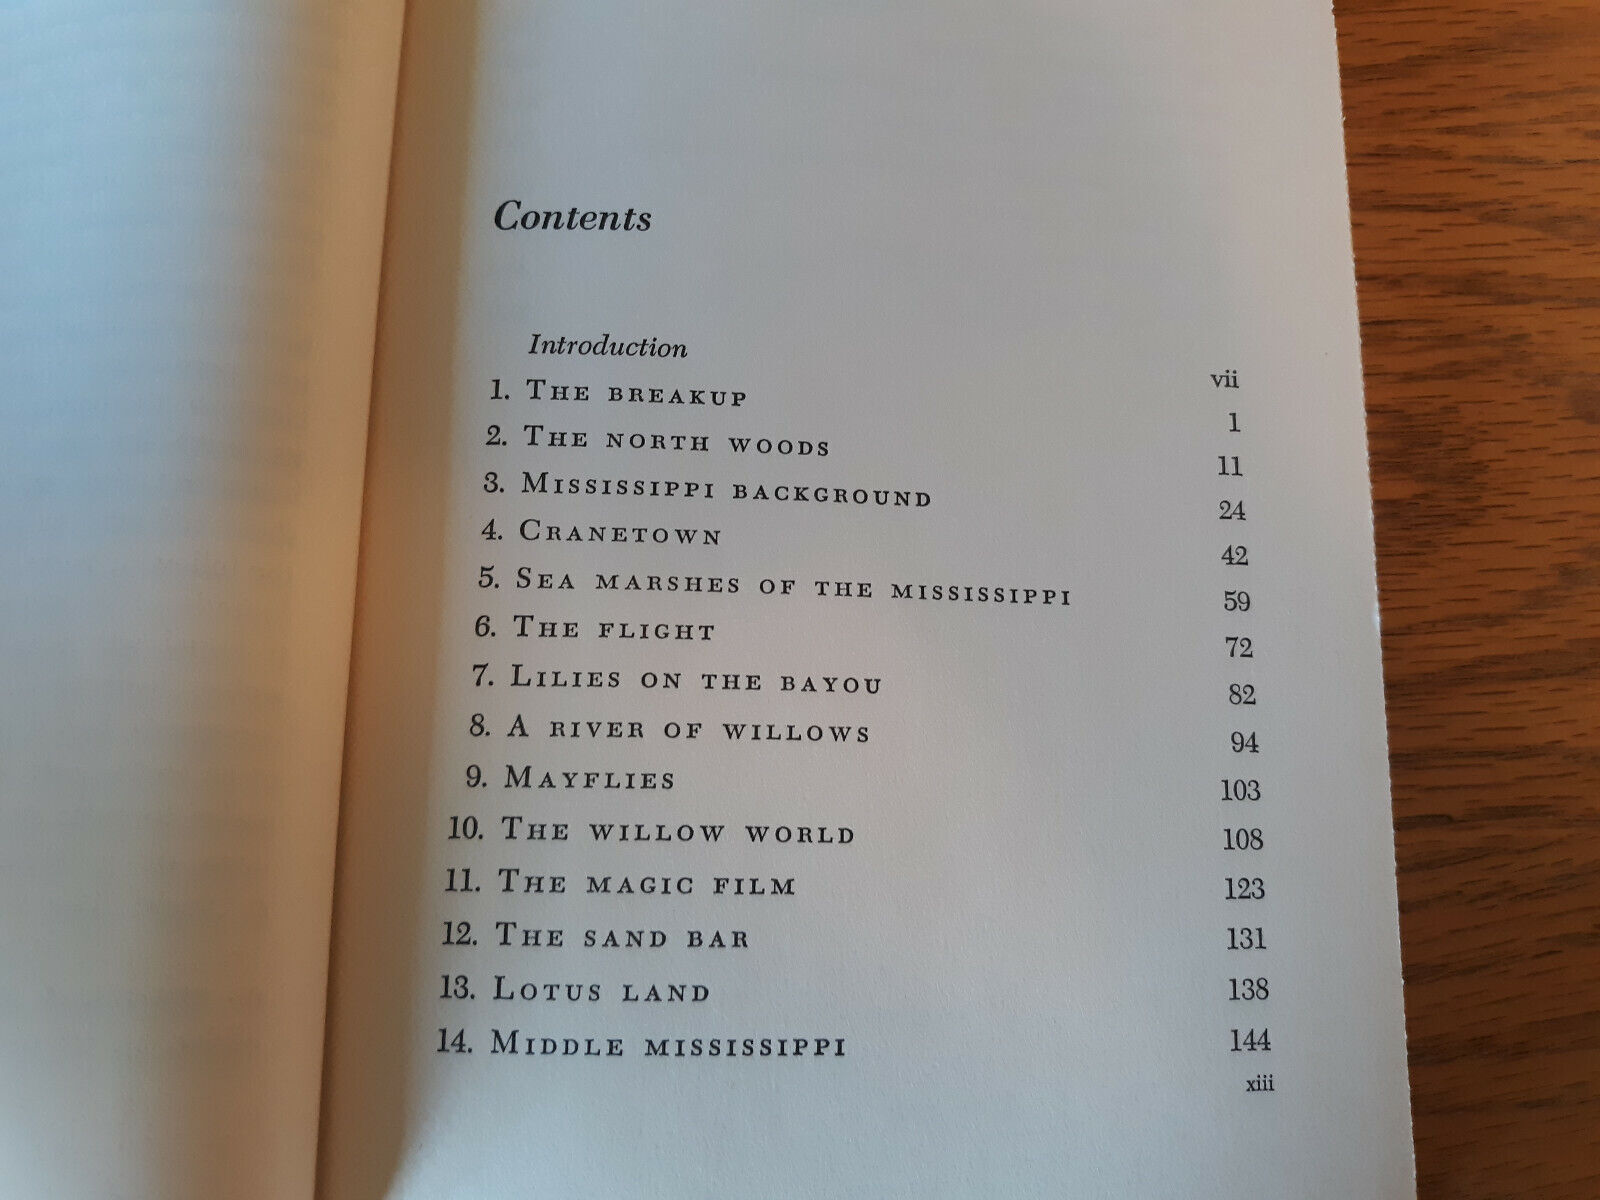 Contents
Introduction vii
1. THE BREAKUP 1
2. THE NORTH WOODS 11
3. MISSISSIPPI BACKGROUND 24
4. CRANETOWN 42
5. SEA MARSHES OF THE MISSISSIPPI 59
6. THE FLIGHT 72
7. LILIES ON THE BAYOU 82
8. A RIVER OF WILLOWS 94
9. MAYFLIES 103
10. THE WILLOW WORLD 108
11. THE MAGIC FILM 123
12. THE SAND BAR 131
13. LOTUS LAND 138
14. MIDDLE MISSISSIPPI 144
xiii